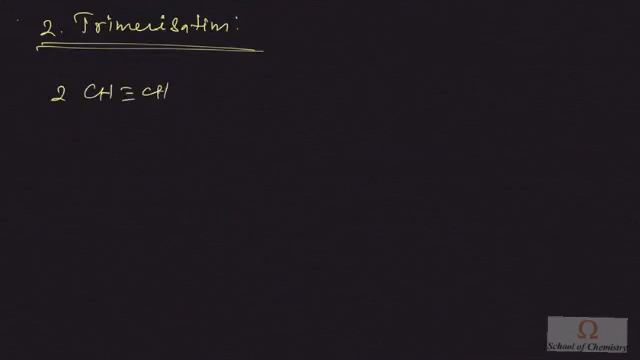 2. Trimerisation:
2 CH ≡ CH
Ω
School of Chemistry